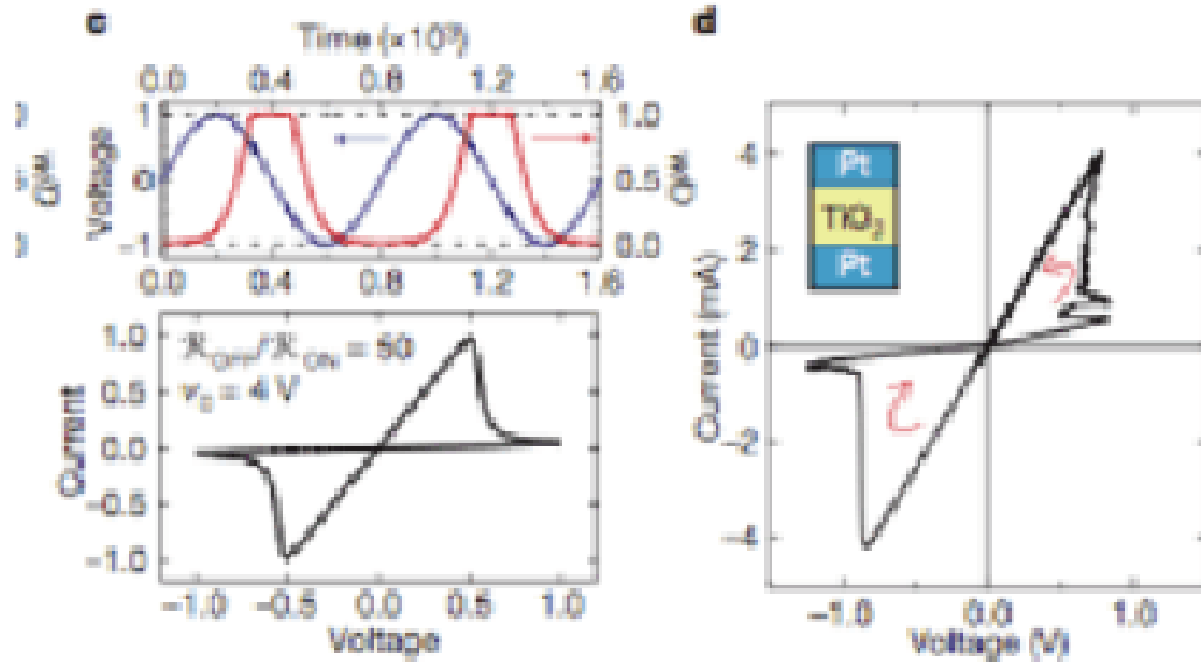 c
Time (×10³)
0.0 0.4 0.8 1.2 1.6
Voltage
1
0
–1
1.0
0.5
0.0
w/D
0.0 0.4 0.8 1.2 1.6
Current
1.0
0.5
0.0
–0.5
–1.0
= 50
= 4 V
–1.0 –0.5 0.0 0.5 1.0
Voltage
d
Current (mA)
4
2
0
–2
–4
Pt
TiO₂
Pt
–1.0 0.0 1.0
Voltage (V)